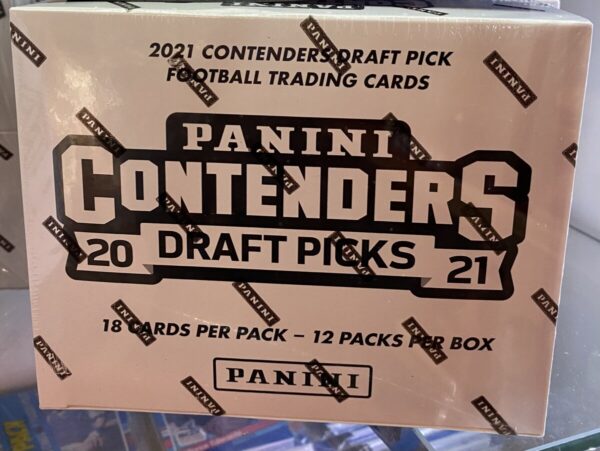 2021 CONTENDERS DRAFT PICK
FOOTBALL TRADING CARDS
PANINI
CONTENDERS
20 DRAFT PICKS 21
18 CARDS PER PACK – 12 PACKS PER BOX
PANINI